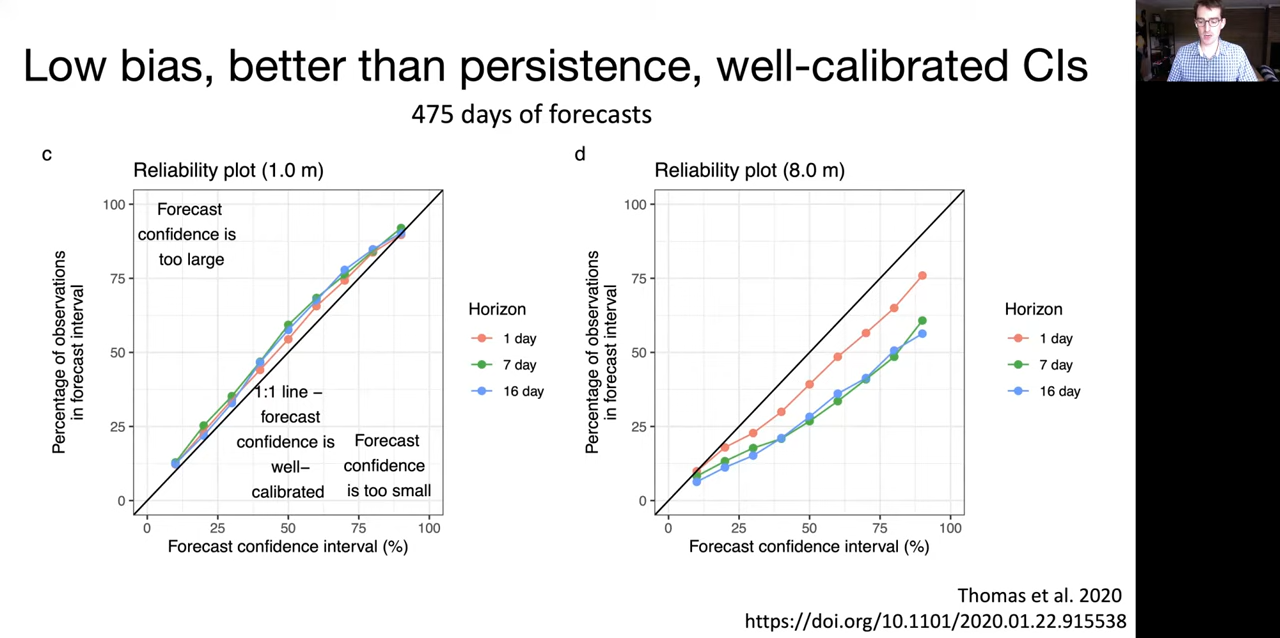 Low bias, better than persistence, well-calibrated CIs
475 days of forecasts
c
Reliability plot (1.0 m)
Percentage of observations
in forecast interval
100
75
50
25
0
Forecast
confidence is
too large
1:1 line –
forecast
confidence is
well–
calibrated
Forecast
confidence
is too small
0 25 50 75 100
Forecast confidence interval (%)
Horizon
1 day
7 day
16 day
d
Reliability plot (8.0 m)
Percentage of observations
in forecast interval
100
75
50
25
0
0 25 50 75 100
Forecast confidence interval (%)
Horizon
1 day
7 day
16 day
Thomas et al. 2020
https://doi.org/10.1101/2020.01.22.915538